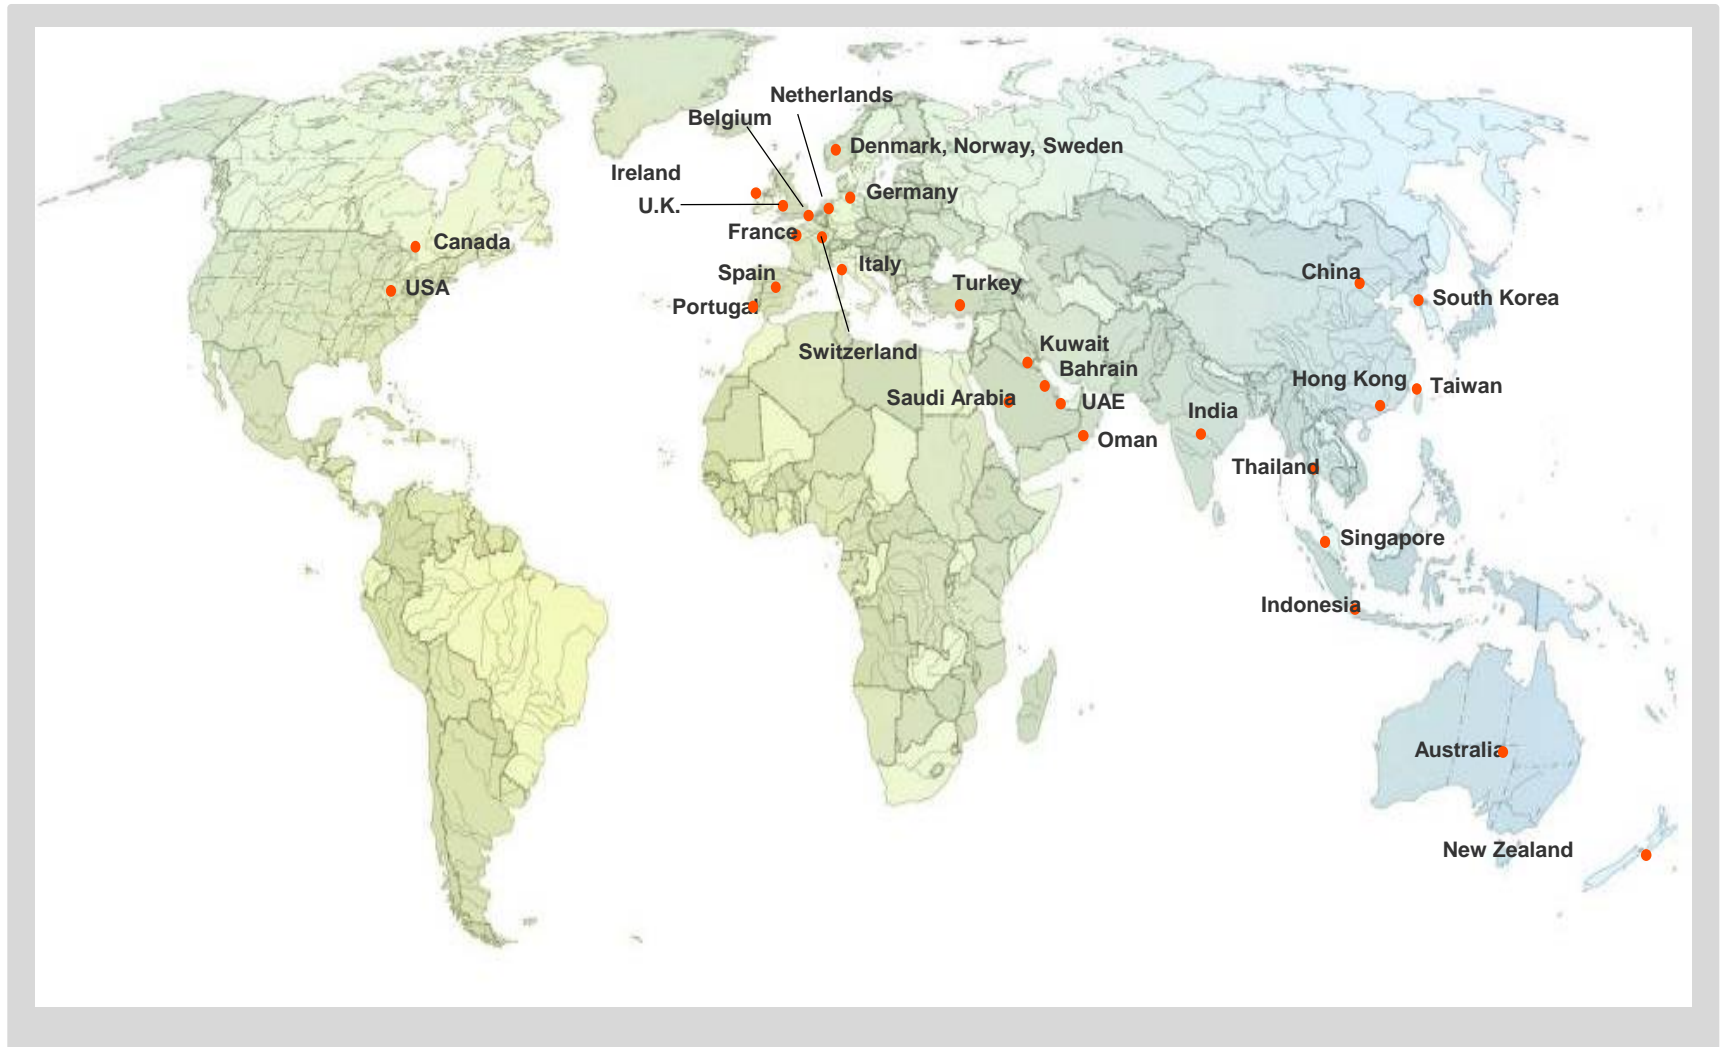 Netherlands
Belgium
Denmark, Norway, Sweden
Ireland
Germany
U.K.
France
Canada
Italy
Spain
China
Turkey
USA
South Korea
Portugal
Kuwait
Switzerland
Bahrain
Hong Kong
Taiwan
Saudi Arabia
UAE
India
Oman
Thailand
Singapore
Indonesia
Australia
New Zealand